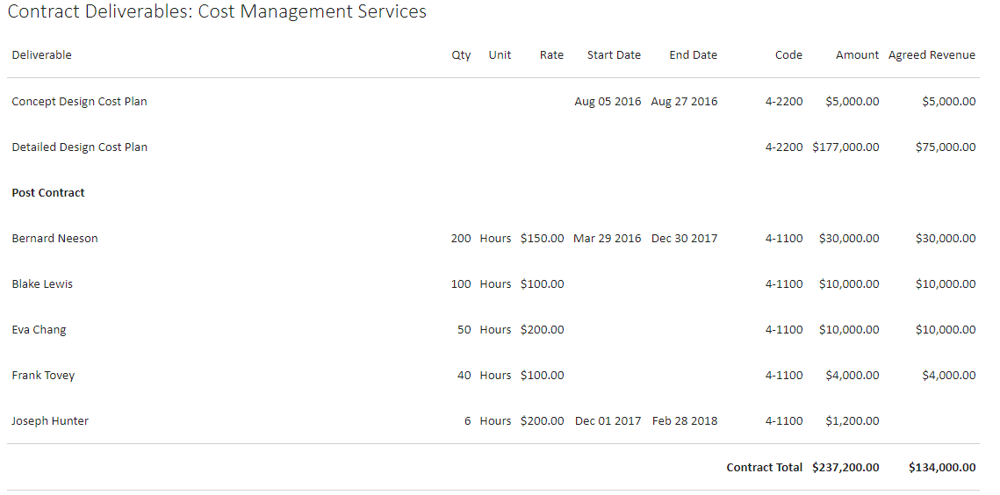 Contract Deliverables: Cost Management Services
Deliverable Qty Unit Rate Start Date End Date Code Amount Agreed Revenue
Concept Design Cost Plan Aug 05 2016 Aug 27 2016 4-2200 $5,000.00 $5,000.00
Detailed Design Cost Plan 4-2200 $177,000.00 $75,000.00
Post Contract
Bernard Neeson 200 Hours $150.00 Mar 29 2016 Dec 30 2017 4-1100 $30,000.00 $30,000.00
Blake Lewis 100 Hours $100.00 4-1100 $10,000.00 $10,000.00
Eva Chang 50 Hours $200.00 4-1100 $10,000.00 $10,000.00
Frank Tovey 40 Hours $100.00 4-1100 $4,000.00 $4,000.00
Joseph Hunter 6 Hours $200.00 Dec 01 2017 Feb 28 2018 4-1100 $1,200.00
Contract Total $237,200.00 $134,000.00